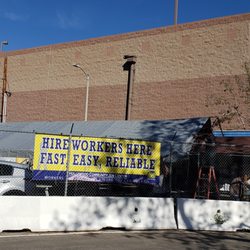 HIRE WORKERS HERE
FAST, EASY, RELIABLE